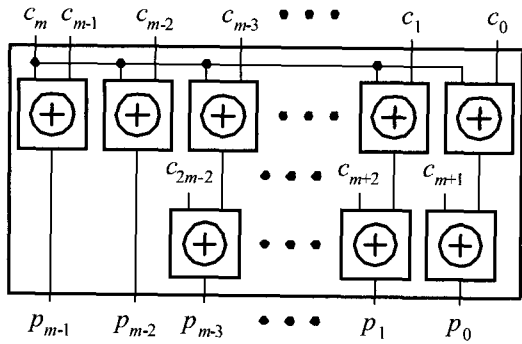 c_m c_{m-1} c_{m-2} c_{m-3} • • • c_1 c_0
+ + + • • • + +
c_{2m-2} • • • c_{m+2} c_{m+1}
+ • • • + +
p_{m-1} p_{m-2} p_{m-3} • • • p_1 p_0